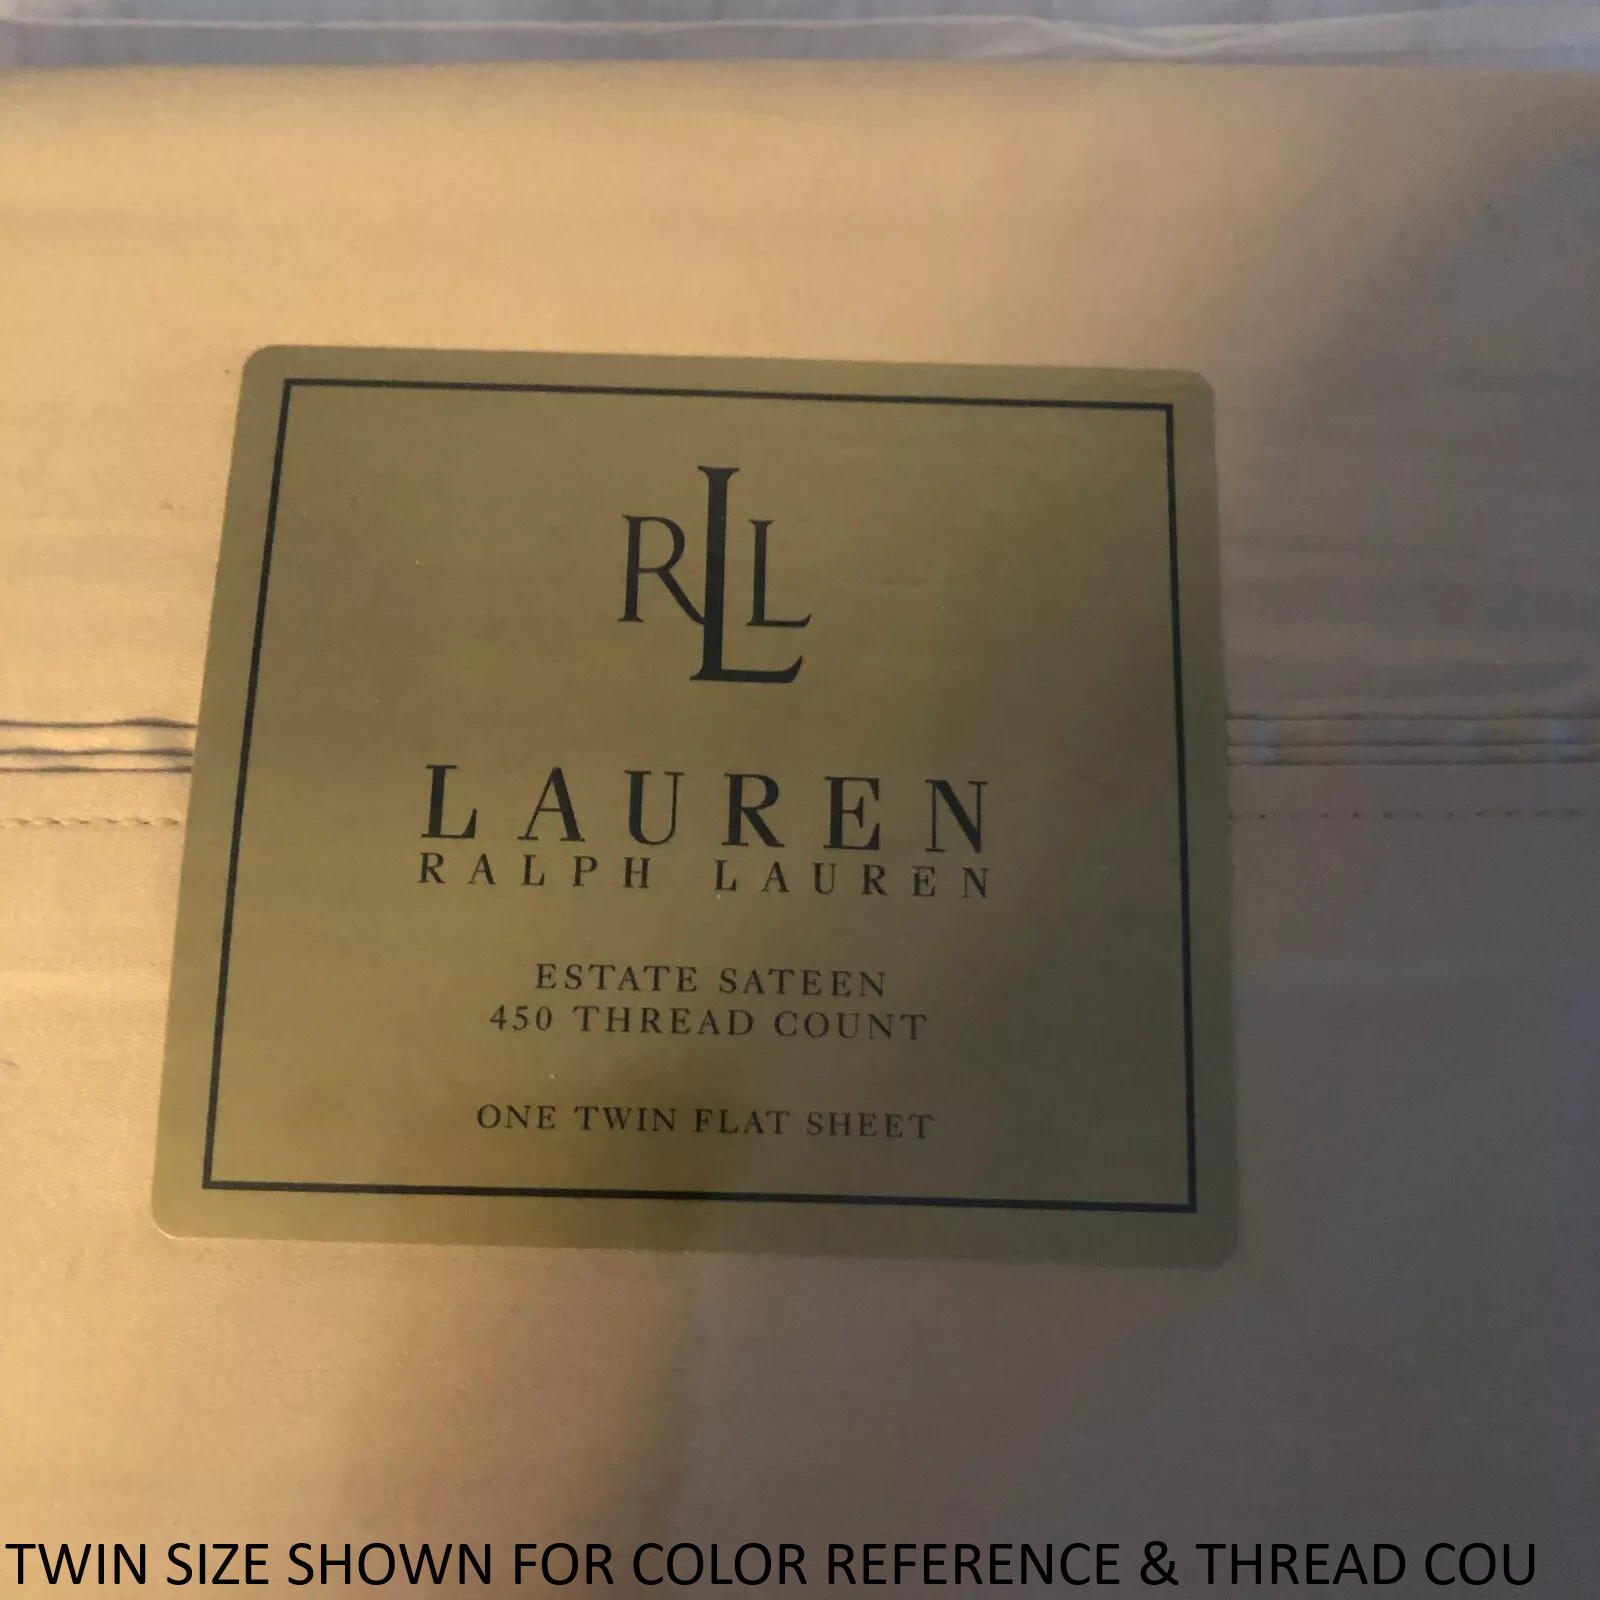 RLL
LAUREN
RALPH LAUREN
ESTATE SATEEN
450 THREAD COUNT
ONE TWIN FLAT SHEET
TWIN SIZE SHOWN FOR COLOR REFERENCE & THREAD COU